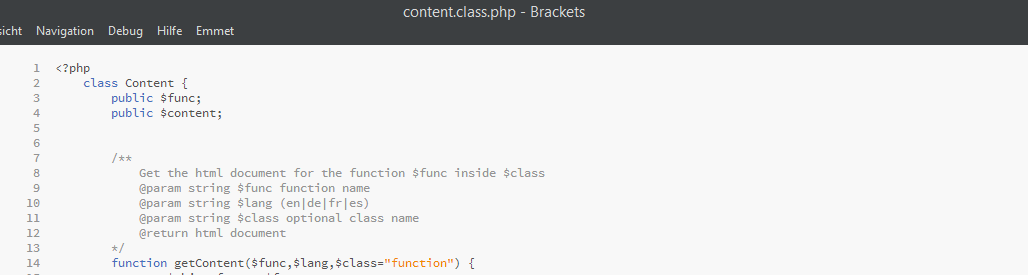 content.class.php - Brackets
sicht Navigation Debug Hilfe Emmet
1 <?php
2 class Content {
3 public $func;
4 public $content;
5
6
7 /**
8 Get the html document for the function $func inside $class
9 @param string $func function name
10 @param string $lang (en|de|fr|es)
11 @param string $class optional class name
12 @return html document
13 */
14 function getContent($func,$lang,$class="function") {